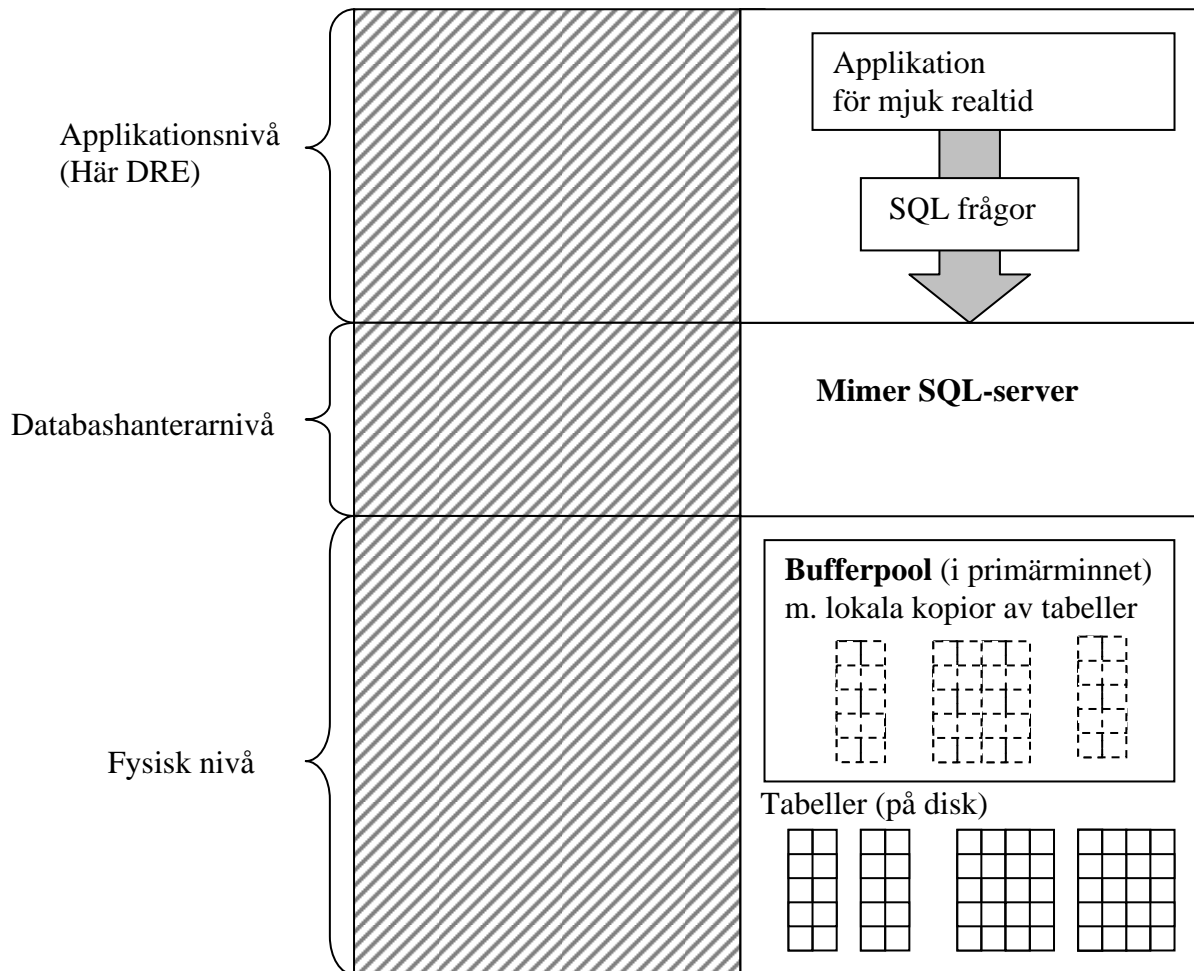 Applikation
för mjuk realtid
Applikationsnivå
(Här DRE)
SQL frågor
Mimer SQL-server
Databashanterarnivå
Bufferpool (i primärminnet)
m. lokala kopior av tabeller
Fysisk nivå
Tabeller (på disk)